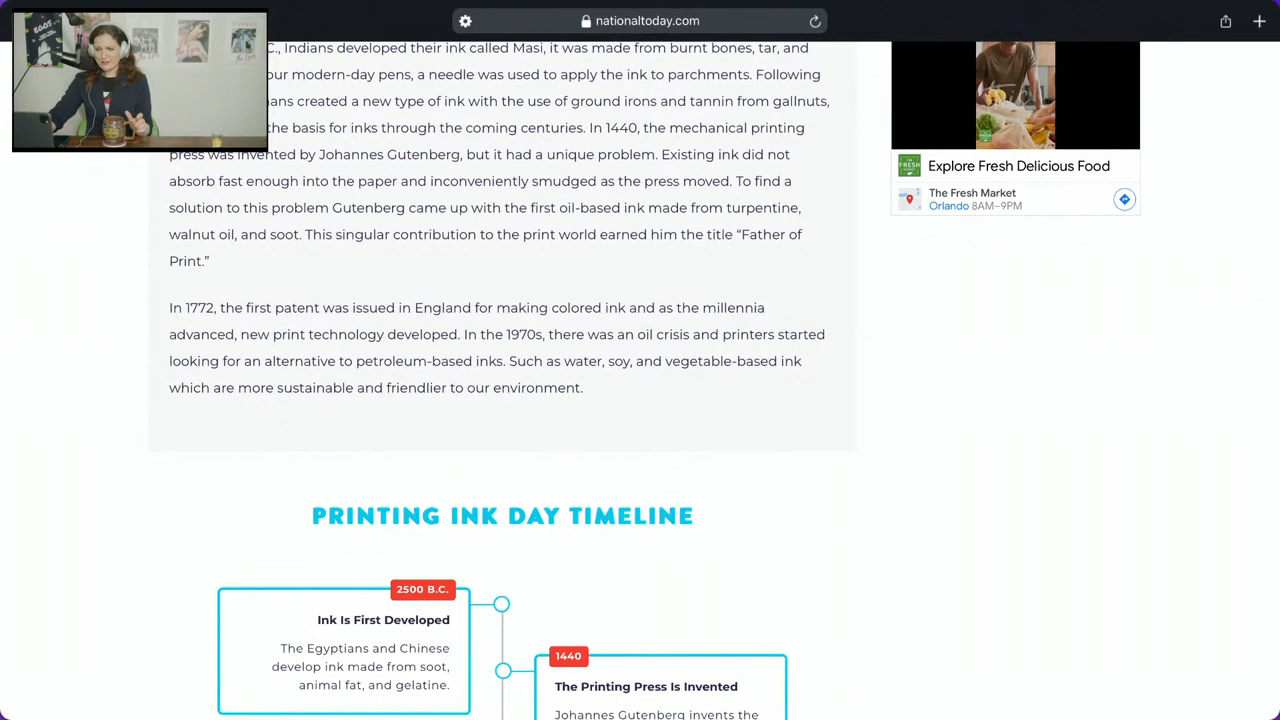 nationaltoday.com
C., Indians developed their ink called Masi, it was made from burnt bones, tar, and
our modern-day pens, a needle was used to apply the ink to parchments. Following
ans created a new type of ink with the use of ground irons and tannin from gallnuts,
the basis for inks through the coming centuries. In 1440, the mechanical printing
press was invented by Johannes Gutenberg, but it had a unique problem. Existing ink did not
absorb fast enough into the paper and inconveniently smudged as the press moved. To find a
solution to this problem Gutenberg came up with the first oil-based ink made from turpentine,
walnut oil, and soot. This singular contribution to the print world earned him the title “Father of
Print.”
In 1772, the first patent was issued in England for making colored ink and as the millennia
advanced, new print technology developed. In the 1970s, there was an oil crisis and printers started
looking for an alternative to petroleum-based inks. Such as water, soy, and vegetable-based ink
which are more sustainable and friendlier to our environment.
Explore Fresh Delicious Food
The Fresh Market
Orlando 8AM–9PM
PRINTING INK DAY TIMELINE
2500 B.C.
Ink Is First Developed
The Egyptians and Chinese
develop ink made from soot,
animal fat, and gelatine.
1440
The Printing Press Is Invented
Johannes Gutenberg invents the